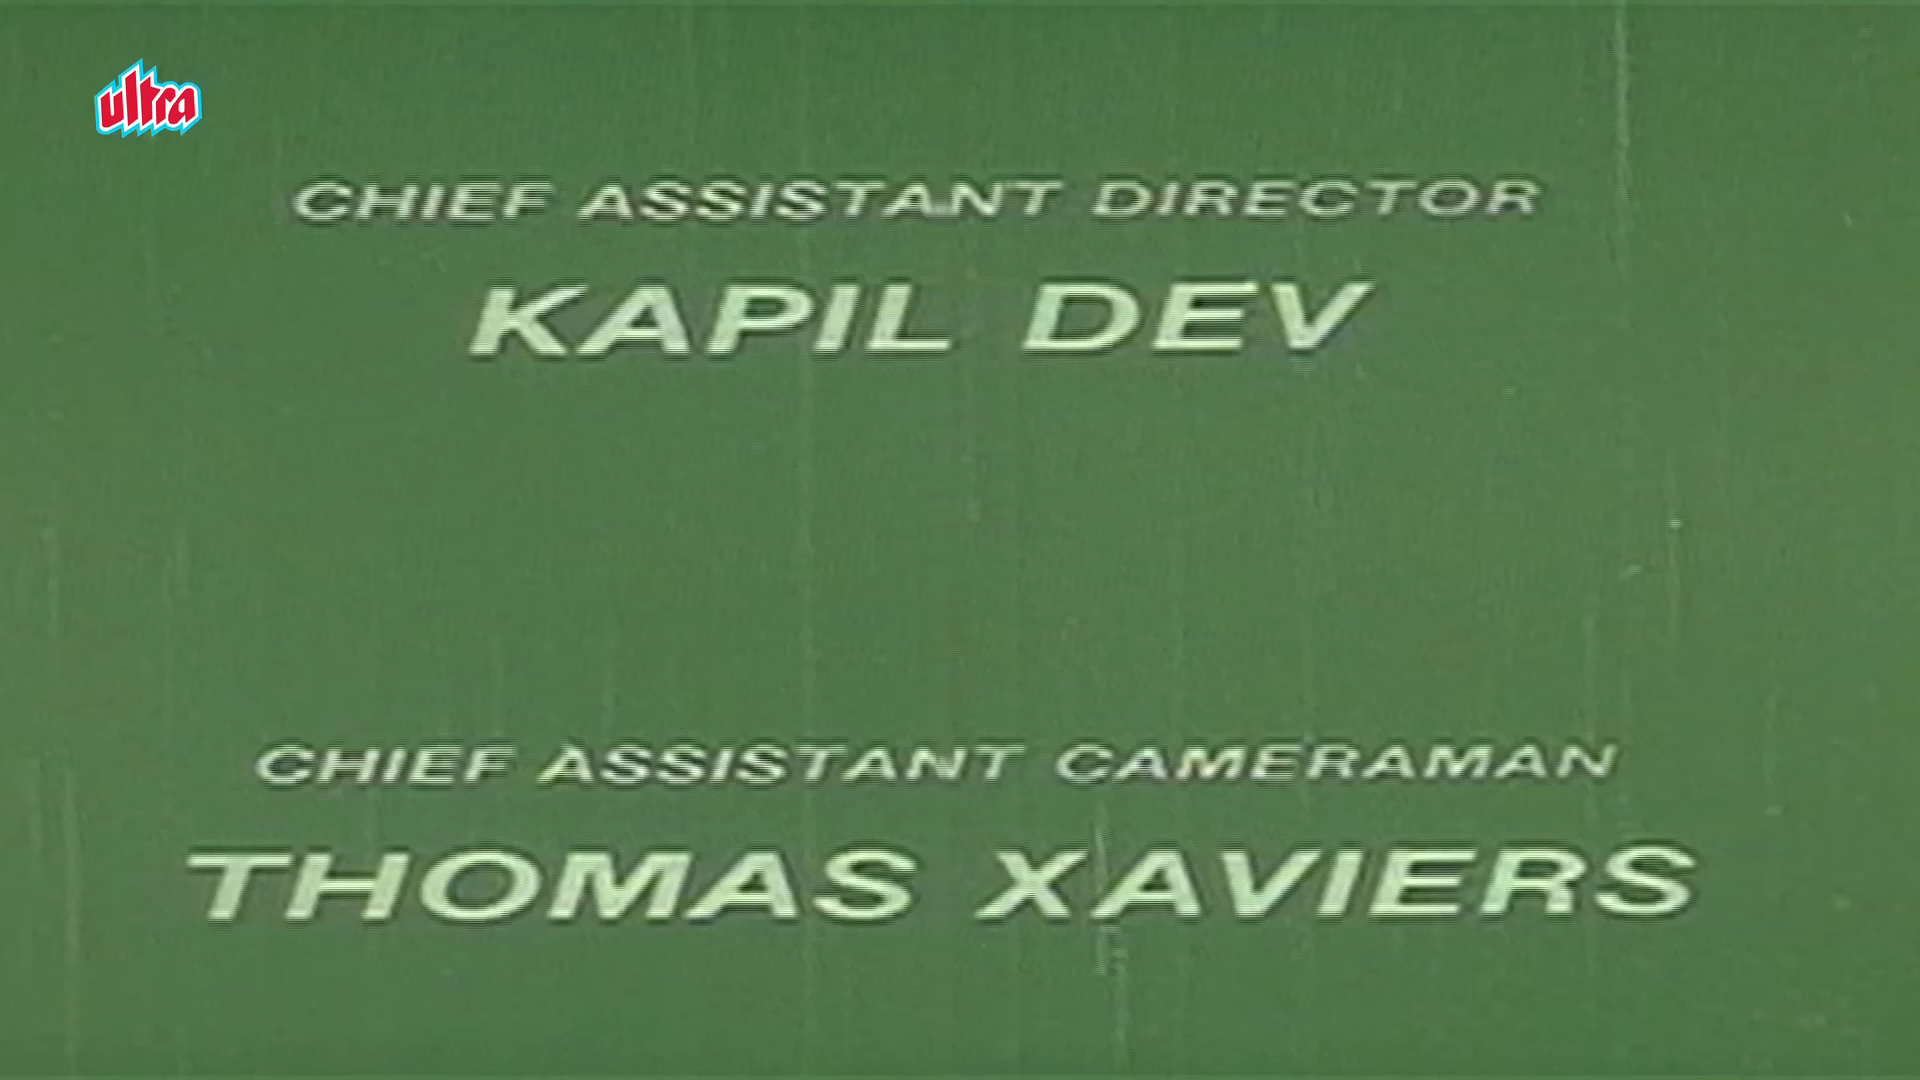 ultra
CHIEF ASSISTANT DIRECTOR
KAPIL DEV
CHIEF ASSISTANT CAMERAMAN
THOMAS XAVIERS